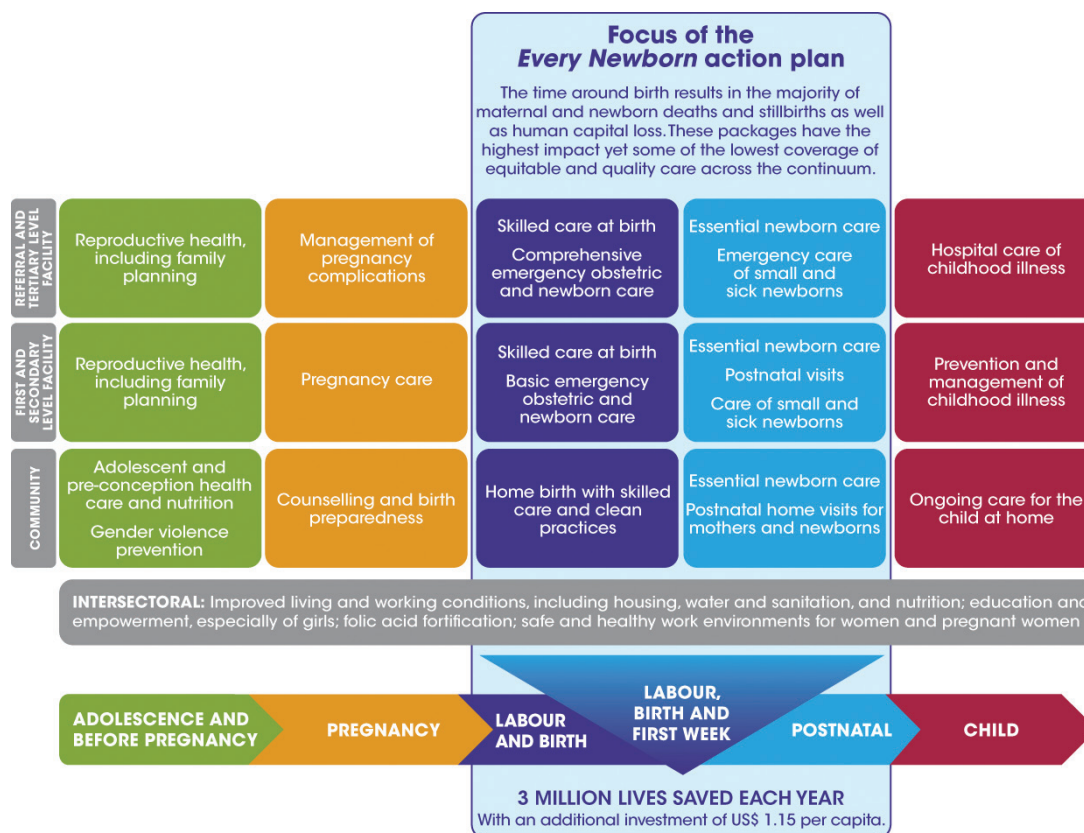 Focus of the
Every Newborn action plan
The time around birth results in the majority of
maternal and newborn deaths and stillbirths as well
as human capital loss. These packages have the
highest impact yet some of the lowest coverage of
equitable and quality care across the continuum.
REFERRAL AND
TERTIARY LEVEL
FACILITY
Reproductive health,
including family
planning
Management of
pregnancy
complications
Skilled care at birth
Comprehensive
emergency obstetric
and newborn care
Essential newborn care
Emergency care
of small and
sick newborns
Hospital care of
childhood illness
FIRST AND
SECONDARY
LEVEL FACILITY
Reproductive health,
including family
planning
Pregnancy care
Skilled care at birth
Basic emergency
obstetric and
newborn care
Essential newborn care
Postnatal visits
Care of small and
sick newborns
Prevention and
management of
childhood illness
COMMUNITY
Adolescent and
pre-conception health
care and nutrition
Gender violence
prevention
Counselling and birth
preparedness
Home birth with skilled
care and clean
practices
Essential newborn care
Postnatal home visits for
mothers and newborns
Ongoing care for the
child at home
INTERSECTORAL: Improved living and working conditions, including housing, water and sanitation, and nutrition; education and
empowerment, especially of girls; folic acid fortification; safe and healthy work environments for women and pregnant women
ADOLESCENCE AND
BEFORE PREGNANCY
PREGNANCY
LABOUR
AND BIRTH
LABOUR,
BIRTH AND
FIRST WEEK
POSTNATAL
CHILD
3 MILLION LIVES SAVED EACH YEAR
With an additional investment of US$ 1.15 per capita.